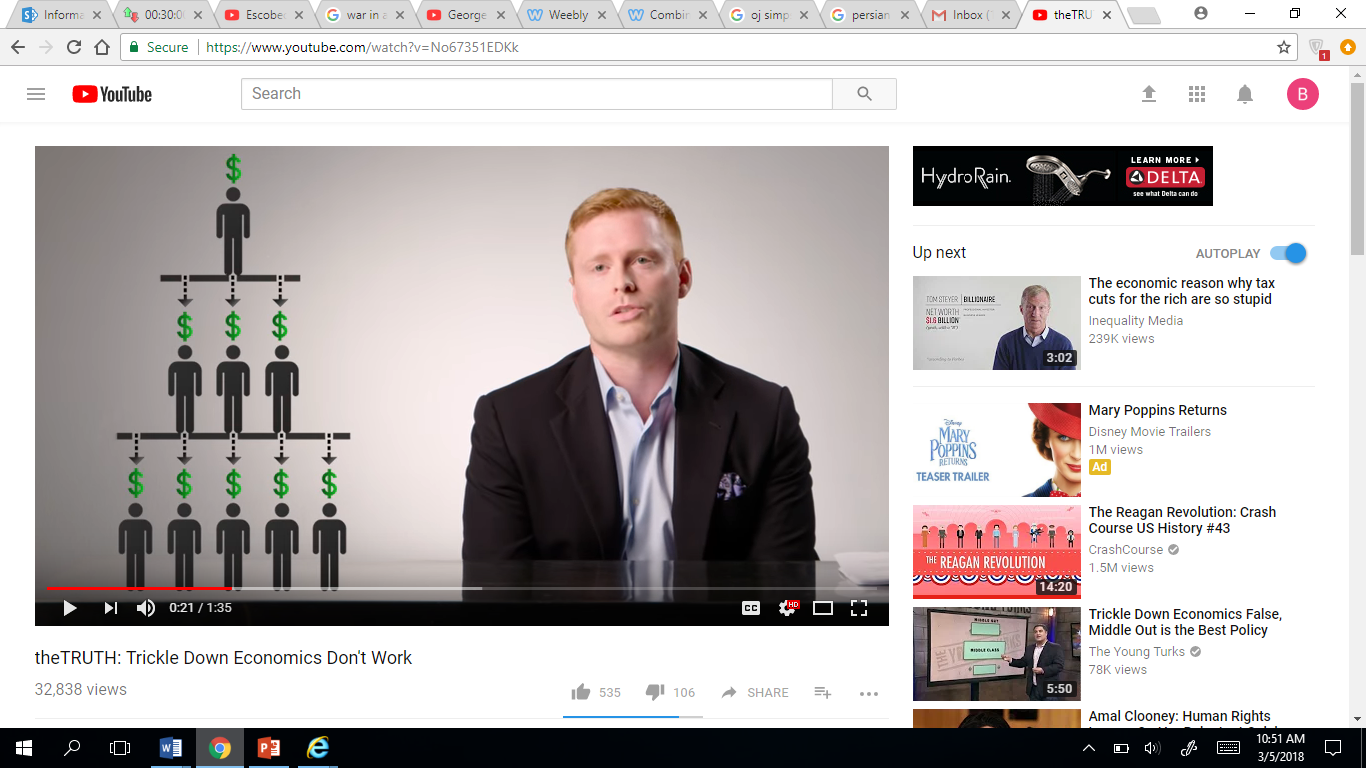 Informa
00:30:0
Escobe
war in a
George
Weebly
Combin
oj simp
persian
Inbox (
theTRU
Secure
https://www.youtube.com/watch?v=No67351EDKk
1
YouTube
Search
B
$
$ $ $
$ $ $ $ $
0:21 / 1:35
CC
HD
HydroRain.
LEARN MORE
DELTA
see what Delta can do
Up next
AUTOPLAY
TOM STEYER BILLIONAIRE
NET WORTH
$1.6 BILLION
3:02
The economic reason why tax
cuts for the rich are so stupid
Inequality Media
239K views
Disney
MARY
POPPINS
RETURNS
TEASER TRAILER
Mary Poppins Returns
Disney Movie Trailers
1M views
Ad
THE REAGAN REVOLUTION
14:20
The Reagan Revolution: Crash
Course US History #43
CrashCourse
1.5M views
MIDDLE OUT
MIDDLE CLASS
5:50
Trickle Down Economics False,
Middle Out is the Best Policy
The Young Turks
78K views
Amal Clooney: Human Rights
theTRUTH: Trickle Down Economics Don't Work
32,838 views
535
106
SHARE
10:51 AM
3/5/2018